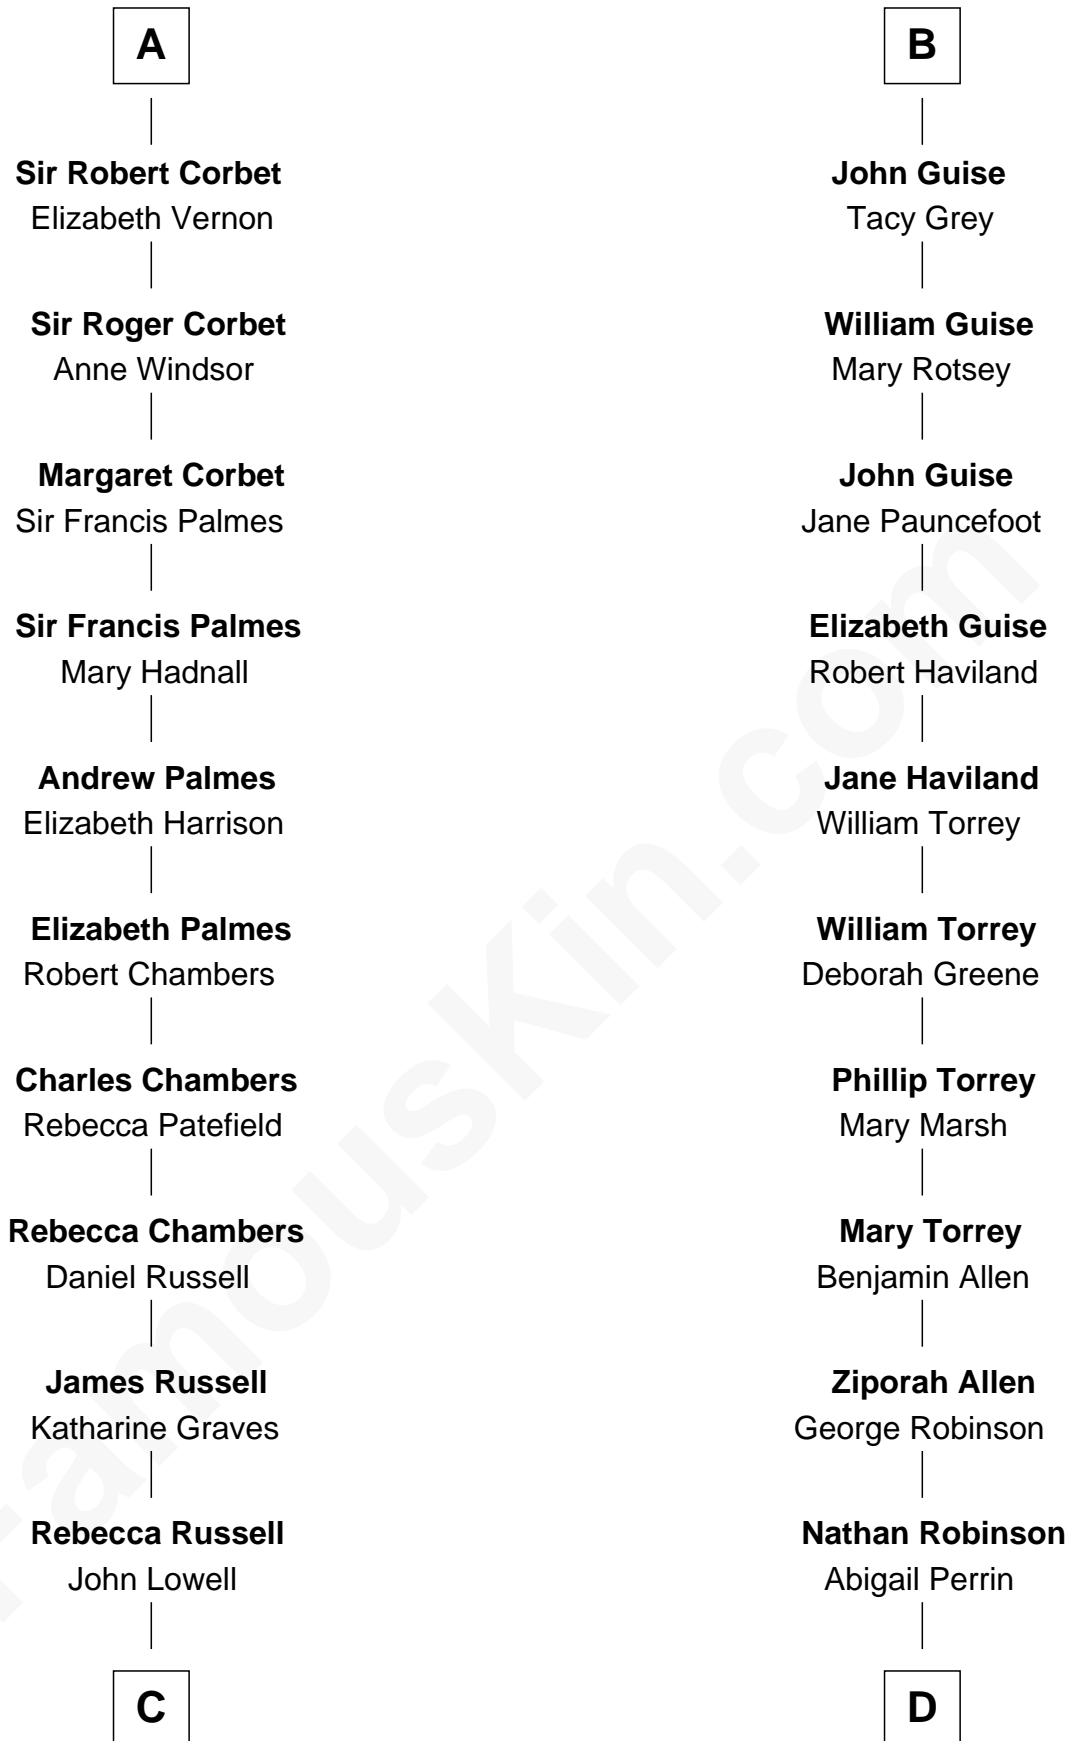 A
Sir Robert Corbet
Elizabeth Vernon
Sir Roger Corbet
Anne Windsor
Margaret Corbet
Sir Francis Palmes
Sir Francis Palmes
Mary Hadnall
Andrew Palmes
Elizabeth Harrison
Elizabeth Palmes
Robert Chambers
Charles Chambers
Rebecca Patefield
Rebecca Chambers
Daniel Russell
James Russell
Katharine Graves
Rebecca Russell
John Lowell
C
B
John Guise
Tacy Grey
William Guise
Mary Rotsey
John Guise
Jane Pauncefoot
Elizabeth Guise
Robert Haviland
Jane Haviland
William Torrey
William Torrey
Deborah Greene
Phillip Torrey
Mary Marsh
Mary Torrey
Benjamin Allen
Ziporah Allen
George Robinson
Nathan Robinson
Abigail Perrin
D
FamousKin.com